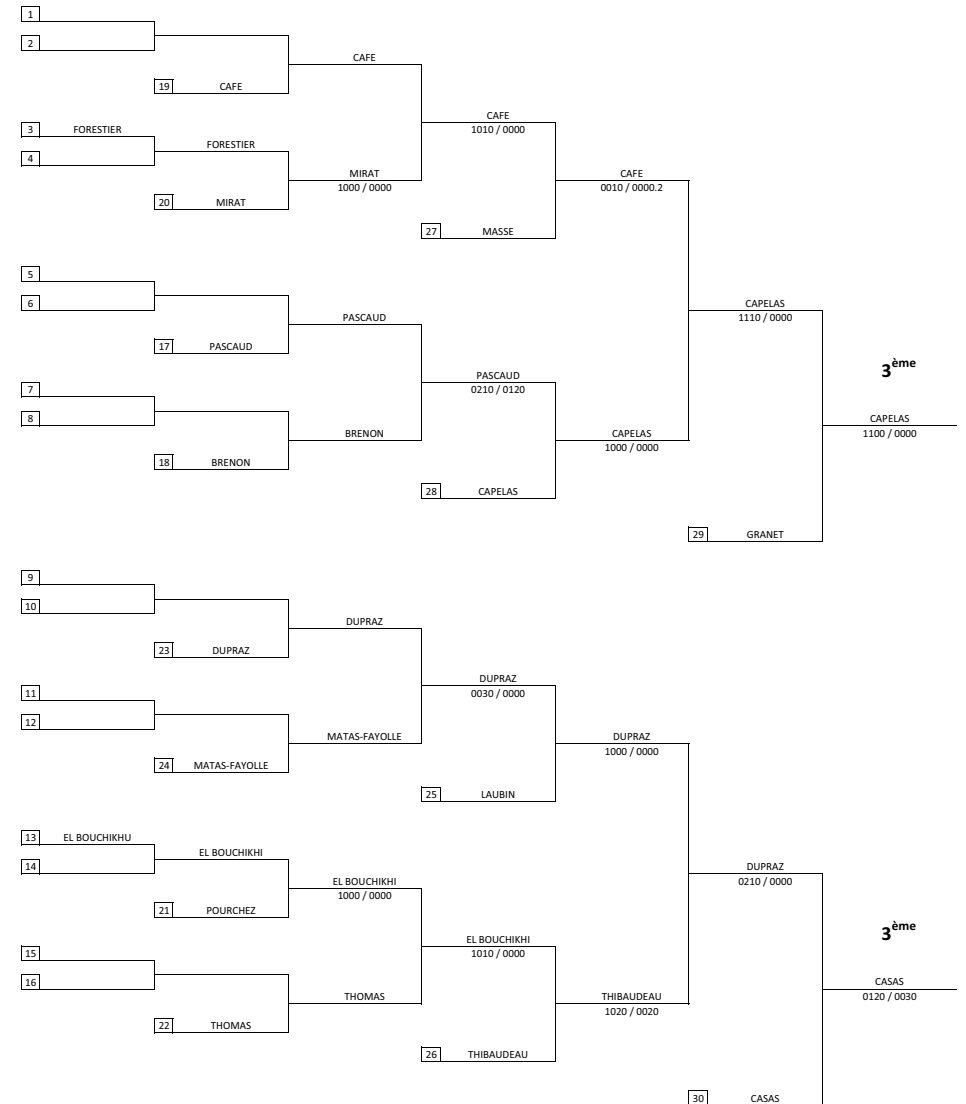 1
2
CAFE
19 CAFE
CAFE
1010 / 0000
3 FORESTIER
FORESTIER
4
MIRAT
1000 / 0000
CAFE
0010 / 0000.2
20 MIRAT
27 MASSE
5
6
CAPELAS
1110 / 0000
PASCAUD
17 PASCAUD
3ème
PASCAUD
0210 / 0120
7
8
CAPELAS
1100 / 0000
BRENON
CAPELAS
1000 / 0000
18 BRENON
28 CAPELAS
29 GRANET
9
10
DUPRAZ
23 DUPRAZ
DUPRAZ
0030 / 0000
11
12
MATAS-FAYOLLE
DUPRAZ
1000 / 0000
24 MATAS-FAYOLLE
25 LAUBIN
13 EL BOUCHIKHU
EL BOUCHIKHI
14
DUPRAZ
0210 / 0000
EL BOUCHIKHI
1000 / 0000
21 POURCHEZ
3ème
EL BOUCHIKHI
1010 / 0000
15
16
CASAS
0120 / 0030
THOMAS
THIBAUDEAU
1020 / 0020
22 THOMAS
26 THIBAUDEAU
30 CASAS